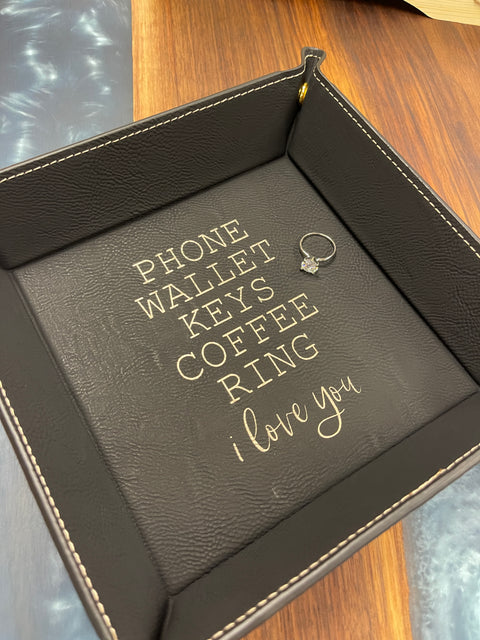 PHONE
WALLET
KEYS
COFFEE
RING
i love you